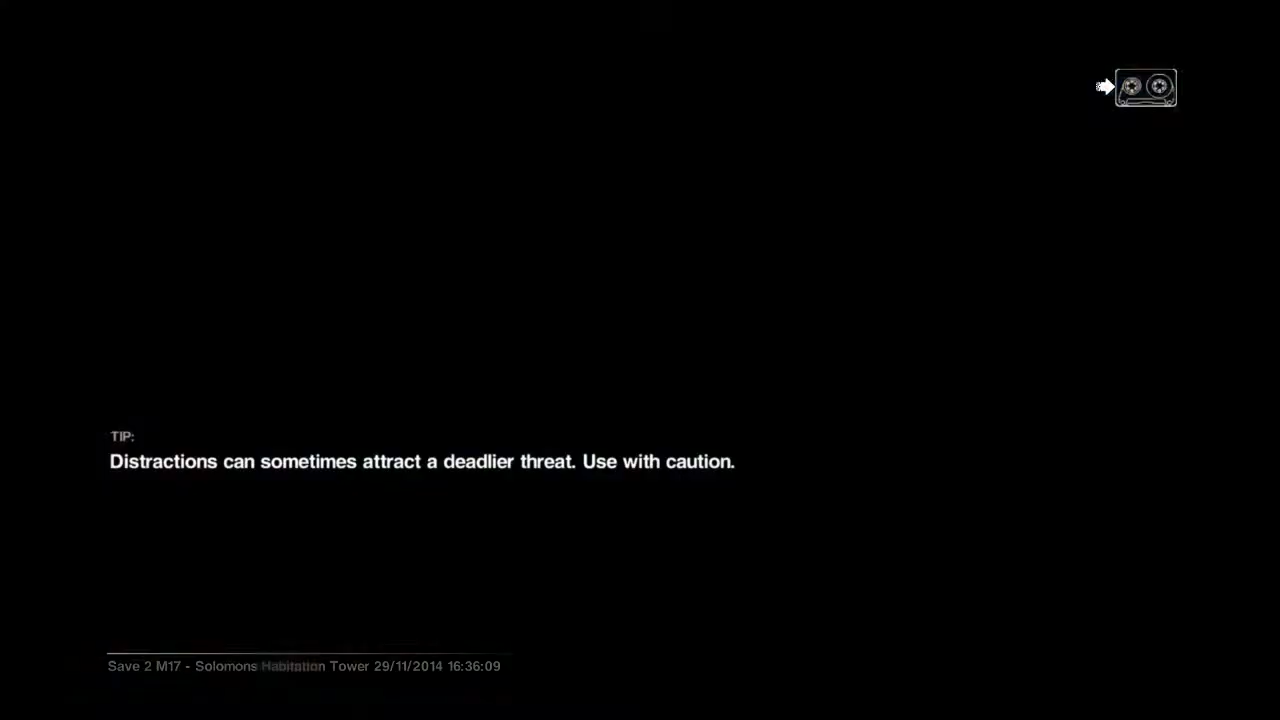 TIP:
Distractions can sometimes attract a deadlier threat. Use with caution.
Save 2 M17 - Solomons Habitation Tower 29/11/2014 16:36:09